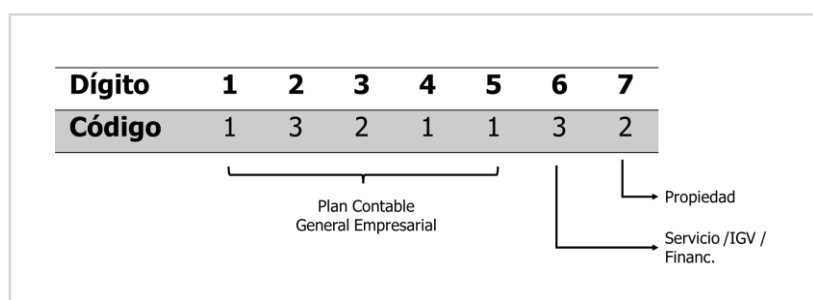 Dígito 1 2 3 4 5 6 7
Código 1 3 2 1 1 3 2
Plan Contable
General Empresarial
Propiedad
Servicio /IGV /
Financ.